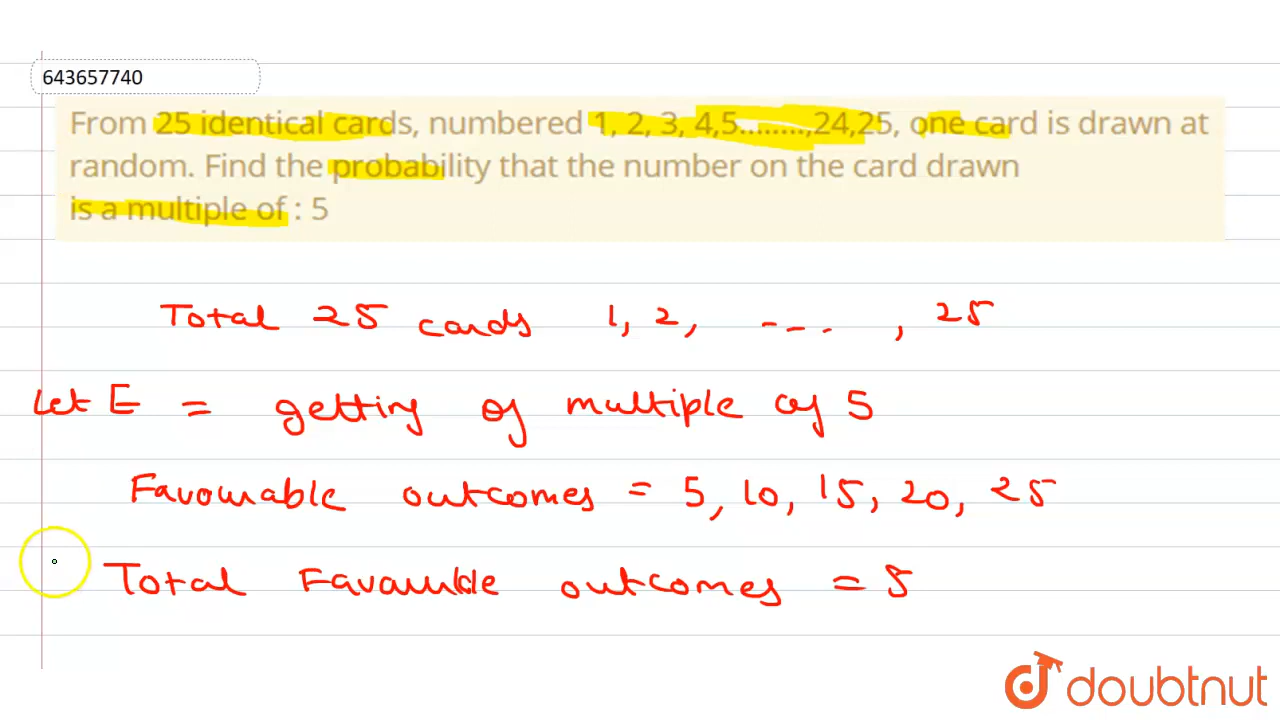 643657740
From 25 identical cards, numbered 1, 2, 3, 4,5........,24,25, one card is drawn at
random. Find the probability that the number on the card drawn
is a multiple of : 5
Total 25 cards 1, 2, ---- , 25
Let E = getting of multiple of 5
Favourable outcomes = 5, 10, 15, 20, 25
Total Favourable outcomes = 5
doubtnut